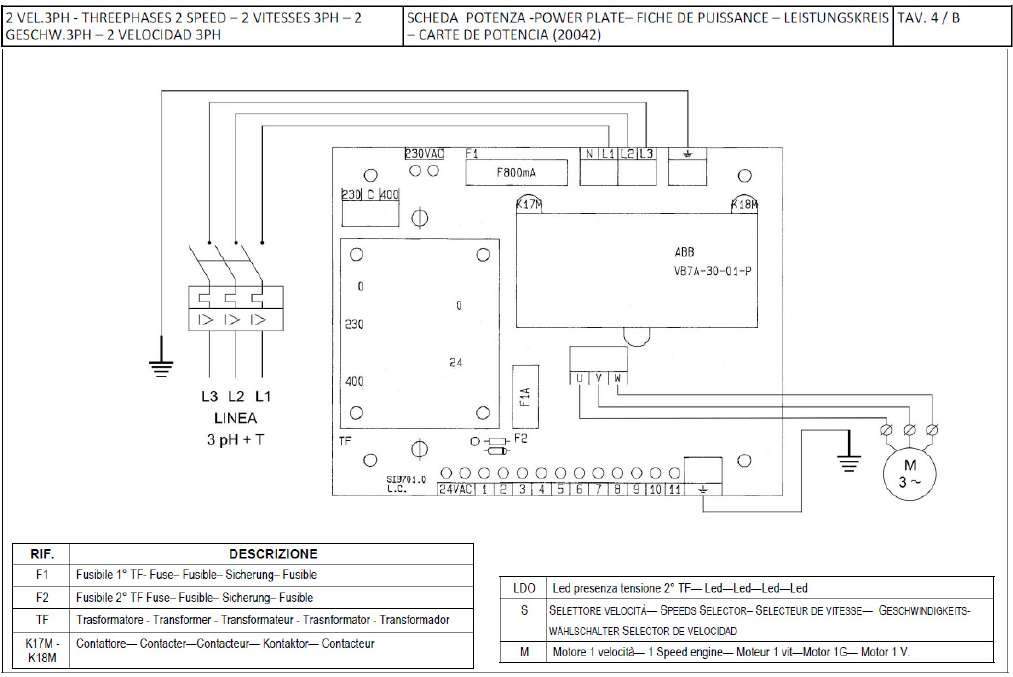 2 VEL.3PH - THREEPHASES 2 SPEED – 2 VITESSES 3PH – 2
GESCHW.3PH – 2 VELOCIDAD 3PH
SCHEDA POTENZA -POWER PLATE– FICHE DE PUISSANCE – LEISTUNGSKREIS
– CARTE DE POTENCIA (20042)
TAV. 4 / B
230VAC
F1
F800mA
N L1 L2 L3
230 C 400
K17M
K18M
ABB
VB7A-30-01-P
0
230
400
0
24
TF
F1A
F2
U V W
L3 L2 L1
LINEA
3 pH + T
M
3 ~
SIB701.0
L.C.
24VAC 1 2 3 4 5 6 7 8 9 10 11
RIF. DESCRIZIONE
F1 Fusibile 1° TF- Fuse– Fusible– Sicherung– Fusible
F2 Fusibile 2° TF Fuse– Fusible– Sicherung– Fusible
TF Trasformatore - Transformer - Transformateur - Trasnformator - Transformador
K17M - K18M Contattore— Contacter—Contacteur— Kontaktor— Contacteur
LDO Led presenza tensione 2° TF— Led—Led—Led—Led
S SELETTORE VELOCITÁ— SPEEDS SELECTOR– SELECTEUR DE VITESSE— GESCHWINDIGKEITS-
WAHLSCHALTER SELECTOR DE VELOCIDAD
M Motore 1 velocità— 1 Speed engine— Moteur 1 vit—Motor 1G— Motor 1 V.